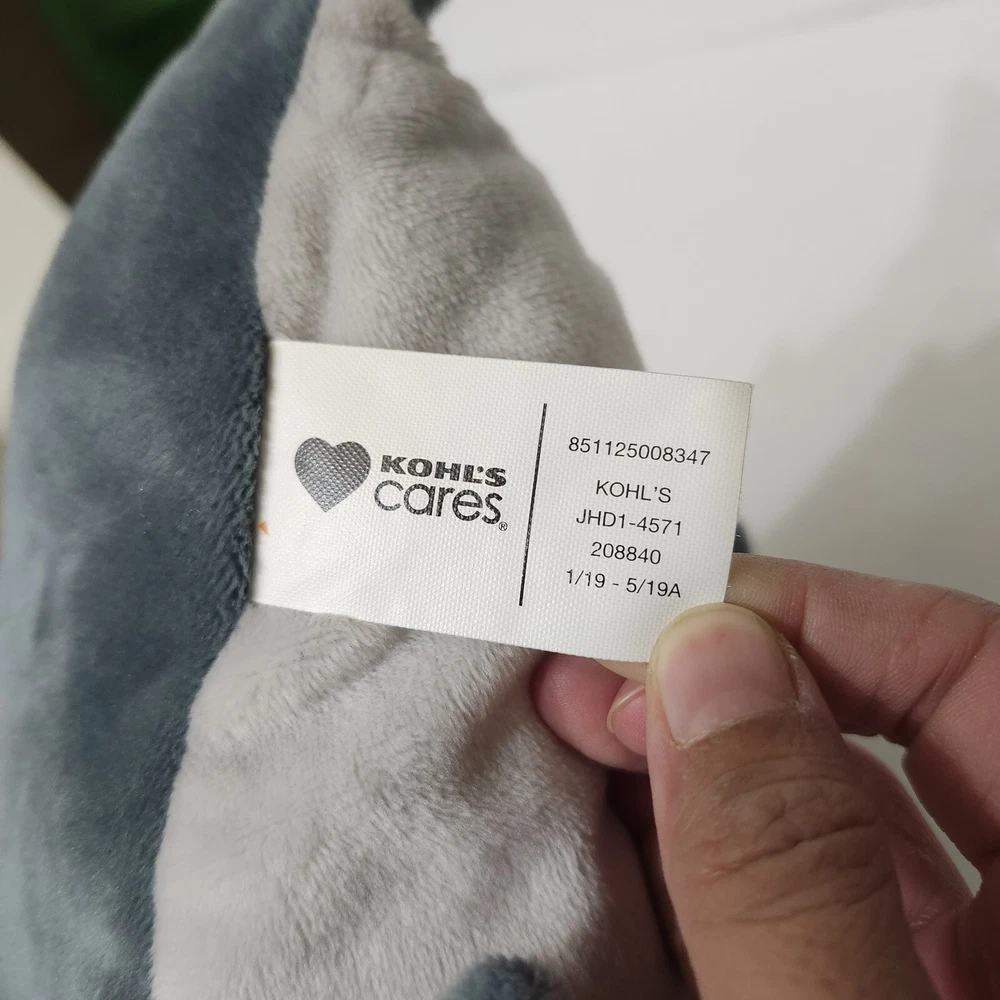 KOHL'S
cares®
851125008347
KOHL'S
JHD1-4571
208840
1/19 - 5/19A